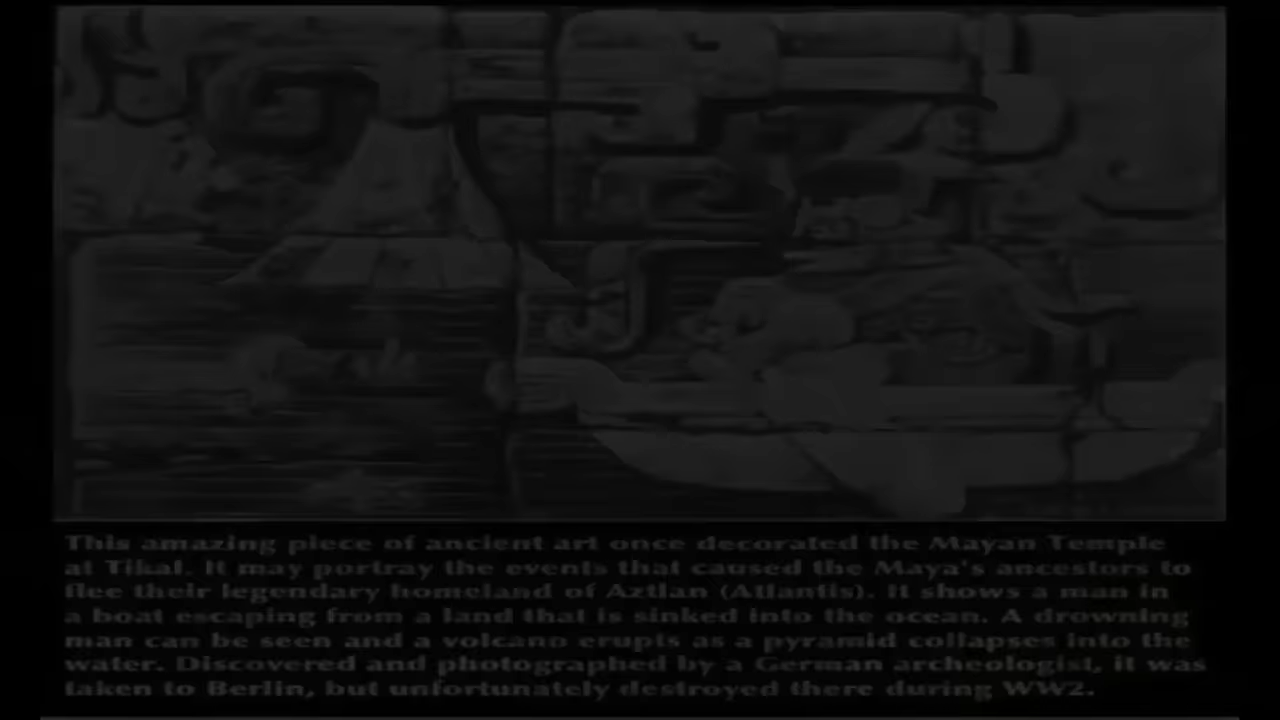 This amazing piece of ancient art once decorated the Mayan Temple
at Tikal. It may portray the events that caused the Maya's ancestors to
flee their legendary homeland of Aztlan (Atlantis). It shows a man in
a boat escaping from a land that is sinked into the ocean. A drowning
man can be seen and a volcano erupts as a pyramid collapses into the
water. Discovered and photographed by a German archeologist, it was
taken to Berlin, but unfortunately destroyed there during WW2.